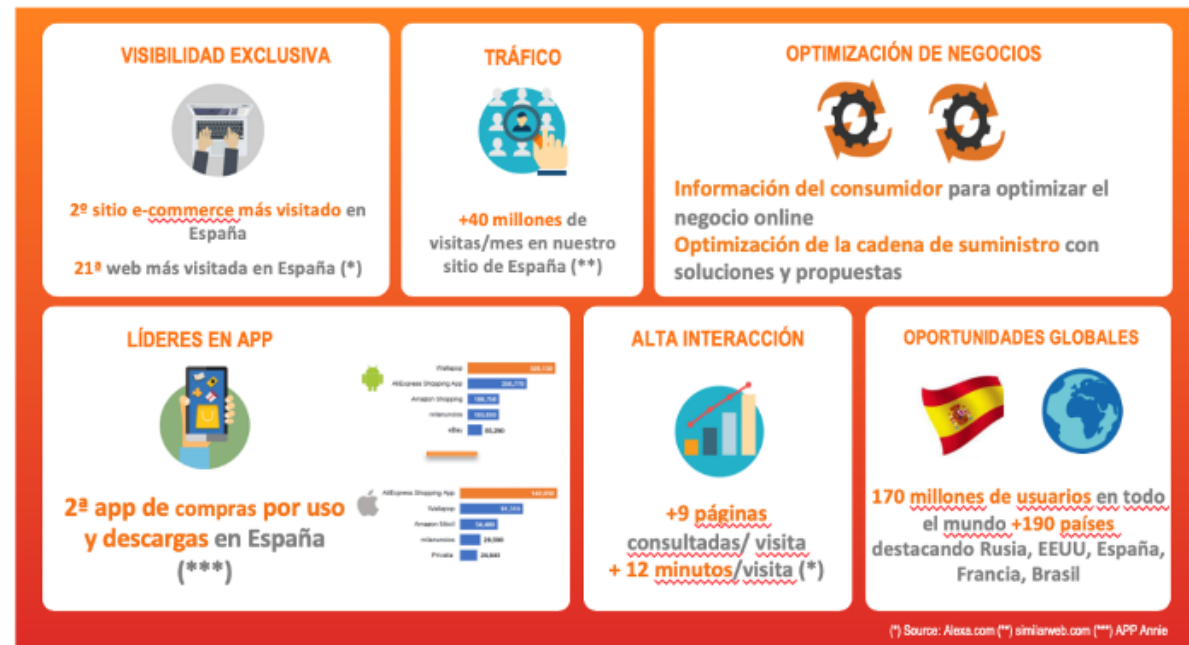 VISIBILIDAD EXCLUSIVA
2º sitio e-commerce más visitado en
España
21ª web más visitada en España (*)
TRÁFICO
+40 millones de
visitas/mes en nuestro
sitio de España (**)
OPTIMIZACIÓN DE NEGOCIOS
Información del consumidor para optimizar el
negocio online
Optimización de la cadena de suministro con
soluciones y propuestas
LÍDERES EN APP
2ª app de compras por uso
y descargas en España
(***)
Wallapop
AliExpress Shopping App
Amazon Shopping
milanuncios
eBay
AliExpress Shopping App
Wallapop
Amazon Móvil
milanuncios
Privalia
ALTA INTERACCIÓN
+9 páginas
consultadas/ visita
+ 12 minutos/visita (*)
OPORTUNIDADES GLOBALES
170 millones de usuarios en todo
el mundo +190 países
destacando Rusia, EEUU, España,
Francia, Brasil
(*) Source: Alexa.com (**) similarweb.com (***) APP Annie